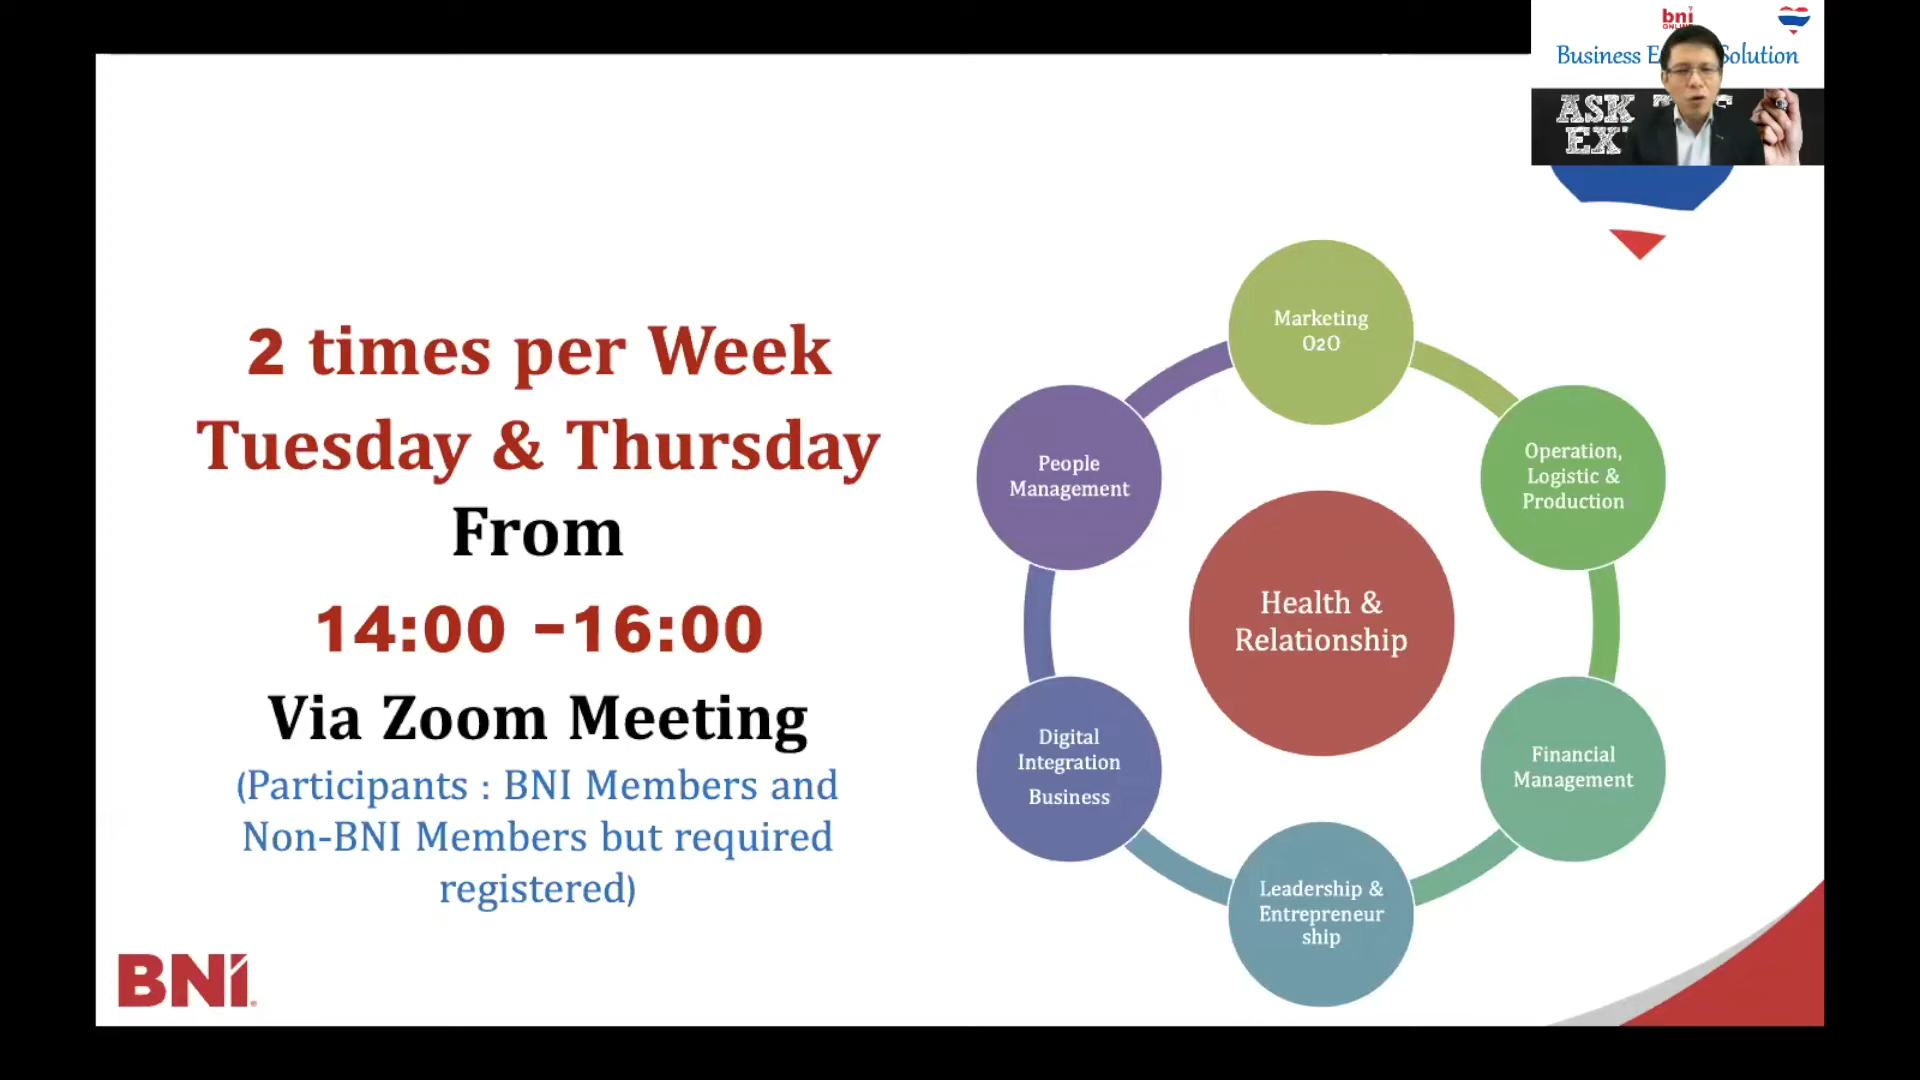 bni
Business E
Solution
ASK
EX
2 times per Week
Tuesday & Thursday
From
14:00 -16:00
Via Zoom Meeting
(Participants : BNI Members and
Non-BNI Members but required
registered)
BNI
Marketing
O2O
Operation,
Logistic &
Production
Financial
Management
Leadership &
Entrepreneur
ship
Digital
Integration
Business
People
Management
Health &
Relationship